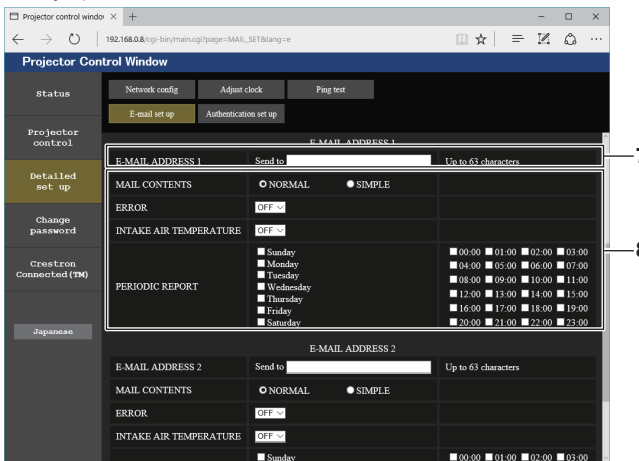 Projector control windo
192.168.0.8/cgi-bin/main.cgi?page=MAIL_SET&lang=e
Projector Control Window
Status
Network config Adjust clock Ping test
E-mail set up Authentication set up
Projector
control
Detailed
set up
Change
password
Crestron
Connected(TM)
Japanese
E-MAIL ADDRESS 1
E-MAIL ADDRESS 1 Send to Up to 63 characters
MAIL CONTENTS NORMAL SIMPLE
ERROR OFF
INTAKE AIR TEMPERATURE OFF
PERIODIC REPORT
Sunday 00:00 01:00 02:00 03:00
Monday 04:00 05:00 06:00 07:00
Tuesday 08:00 09:00 10:00 11:00
Wednesday 12:00 13:00 14:00 15:00
Thursday 16:00 17:00 18:00 19:00
Friday 20:00 21:00 22:00 23:00
Saturday
E-MAIL ADDRESS 2
E-MAIL ADDRESS 2 Send to Up to 63 characters
MAIL CONTENTS NORMAL SIMPLE
ERROR OFF
INTAKE AIR TEMPERATURE OFF
Sunday 00:00 01:00 02:00 03:00